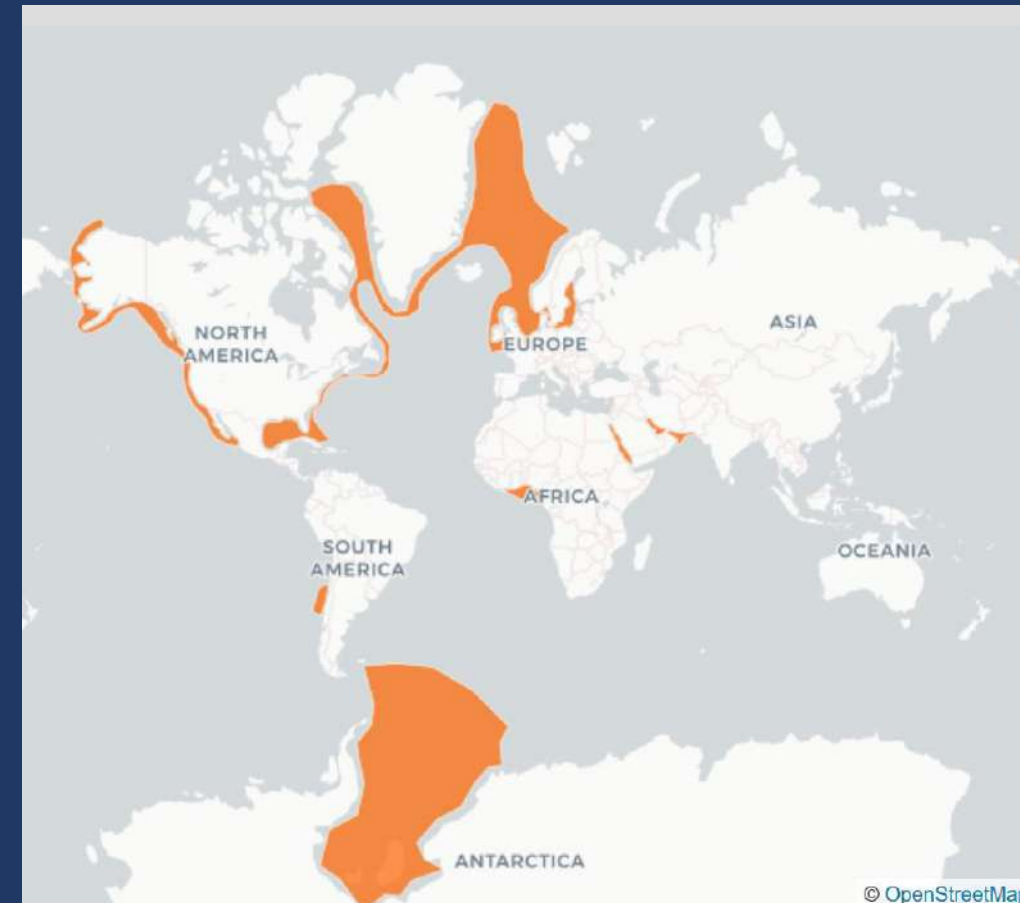 NORTH
AMERICA
EUROPE
ASIA
AFRICA
SOUTH
AMERICA
OCEANIA
ANTARCTICA
© OpenStreetMap